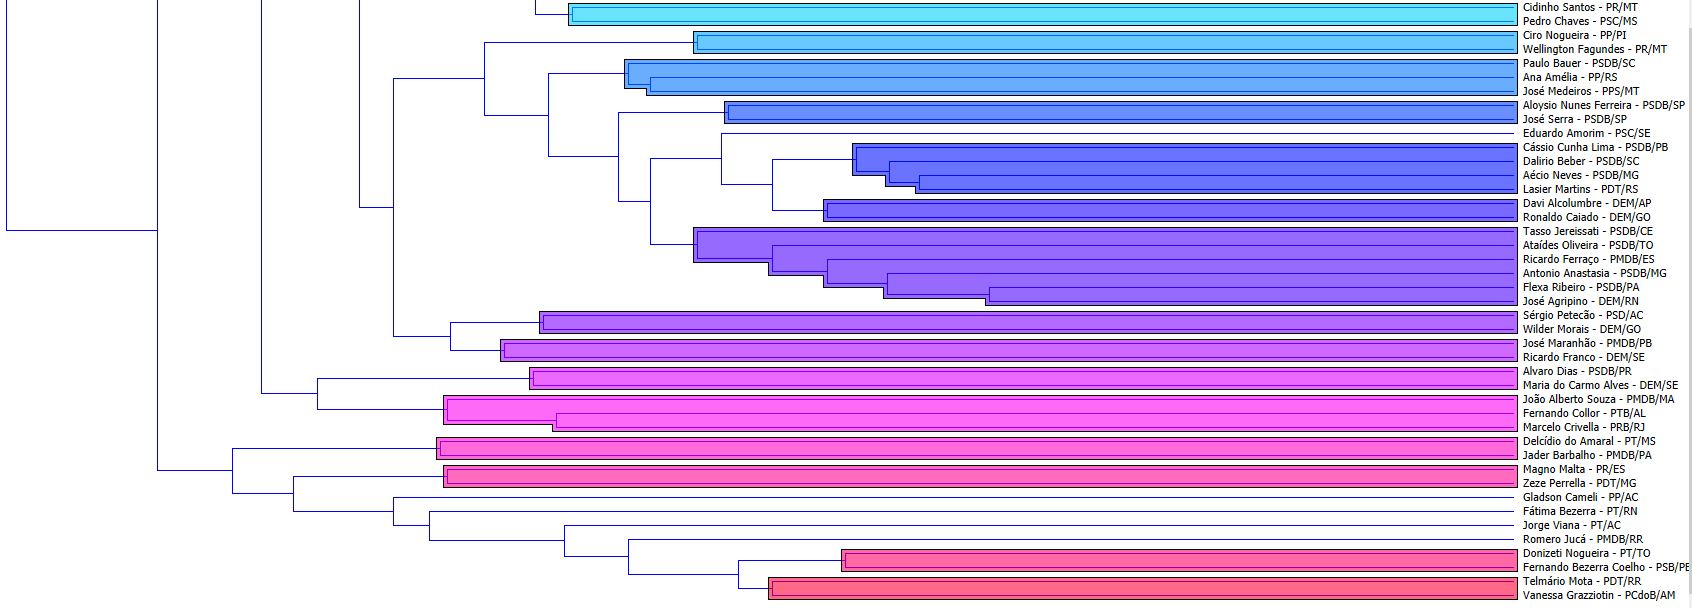 Cidinho Santos - PR/MT
Pedro Chaves - PSC/MS
Ciro Nogueira - PP/PI
Wellington Fagundes - PR/MT
Paulo Bauer - PSDB/SC
Ana Amélia - PP/RS
José Medeiros - PPS/MT
Aloysio Nunes Ferreira - PSDB/SP
José Serra - PSDB/SP
Eduardo Amorim - PSC/SE
Cássio Cunha Lima - PSDB/PB
Dalirio Beber - PSDB/SC
Aécio Neves - PSDB/MG
Lasier Martins - PDT/RS
Davi Alcolumbre - DEM/AP
Ronaldo Caiado - DEM/GO
Tasso Jereissati - PSDB/CE
Ataídes Oliveira - PSDB/TO
Ricardo Ferraço - PMDB/ES
Antonio Anastasia - PSDB/MG
Flexa Ribeiro - PSDB/PA
José Agripino - DEM/RN
Sérgio Petecão - PSD/AC
Wilder Morais - DEM/GO
José Maranhão - PMDB/PB
Ricardo Franco - DEM/SE
Alvaro Dias - PSDB/PR
Maria do Carmo Alves - DEM/SE
João Alberto Souza - PMDB/MA
Fernando Collor - PTB/AL
Marcelo Crivella - PRB/RJ
Delcídio do Amaral - PT/MS
Jader Barbalho - PMDB/PA
Magno Malta - PR/ES
Zeze Perrella - PDT/MG
Gladson Cameli - PP/AC
Fátima Bezerra - PT/RN
Jorge Viana - PT/AC
Romero Jucá - PMDB/RR
Donizeti Nogueira - PT/TO
Fernando Bezerra Coelho - PSB/PE
Telmário Mota - PDT/RR
Vanessa Grazziotin - PCdoB/AM